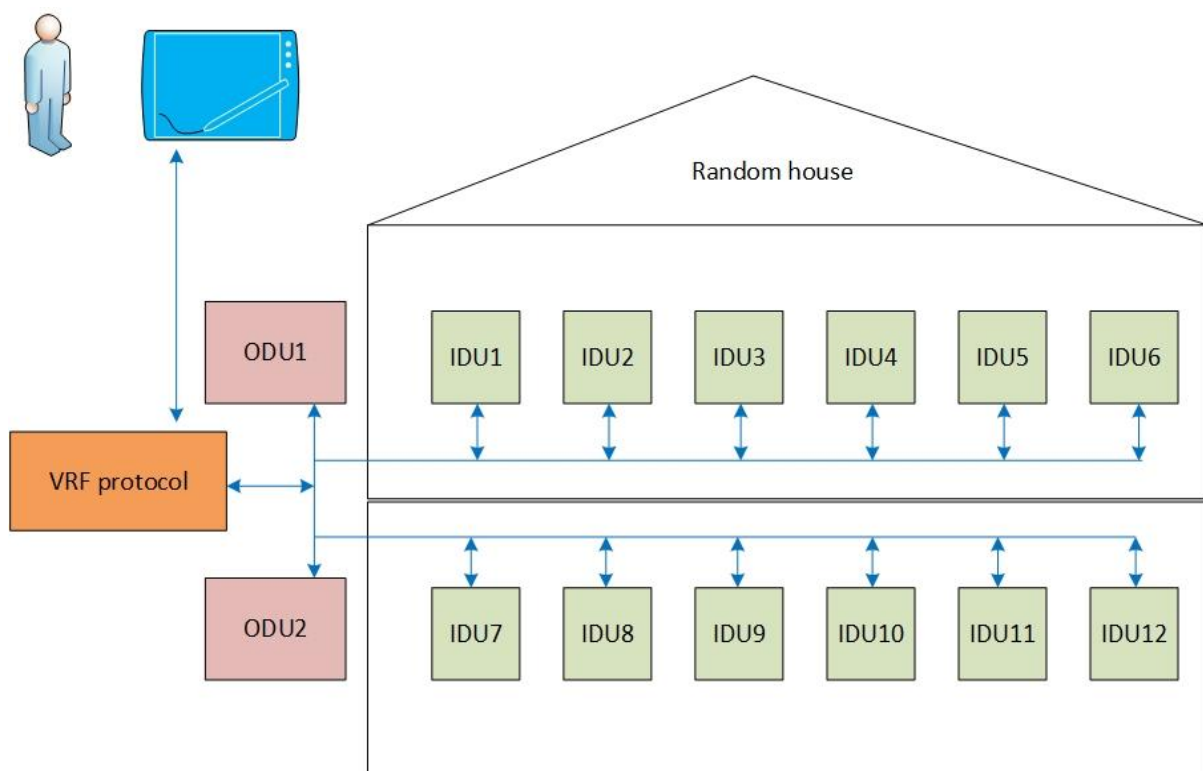 Random house
ODU1
IDU1
IDU2
IDU3
IDU4
IDU5
IDU6
VRF protocol
ODU2
IDU7
IDU8
IDU9
IDU10
IDU11
IDU12